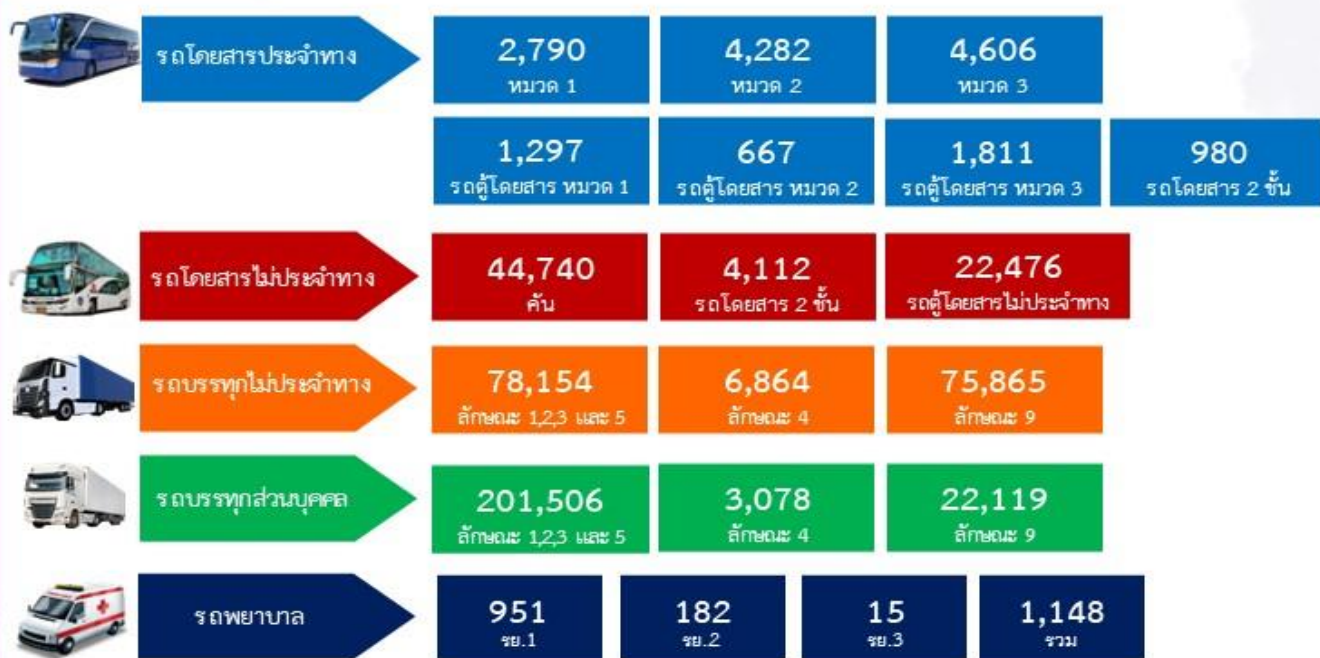 รถโดยสารประจำทาง
2,790
หมวด 1
4,282
หมวด 2
4,606
หมวด 3
1,297
รถตู้โดยสาร หมวด 1
667
รถตู้โดยสาร หมวด 2
1,811
รถตู้โดยสาร หมวด 3
980
รถโดยสาร 2 ชั้น
รถโดยสารไม่ประจำทาง
44,740
คัน
4,112
รถโดยสาร 2 ชั้น
22,476
รถตู้โดยสารไม่ประจำทาง
รถบรรทุกไม่ประจำทาง
78,154
ลักษณะ 1,2,3 และ 5
6,864
ลักษณะ 4
75,865
ลักษณะ 9
รถบรรทุกส่วนบุคคล
201,506
ลักษณะ 1,2,3 และ 5
3,078
ลักษณะ 4
22,119
ลักษณะ 9
รถพยาบาล
951
รย.1
182
รย.2
15
รย.3
1,148
รวม